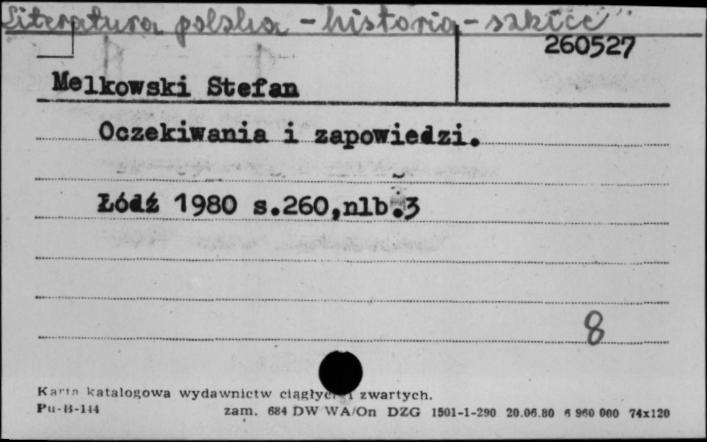 Literatura polska - historia - szkice
260527
Melkowski Stefan
Oczekiwania i zapowiedzi.
Łódź 1980 s.260,nlb.3
8
Karta katalogowa wydawnictw ciągłych i zwartych.
Pu-B-114 zam. 684 DW WA/On DZG 1501-1-290 20.06.80 6 960 000 74x120